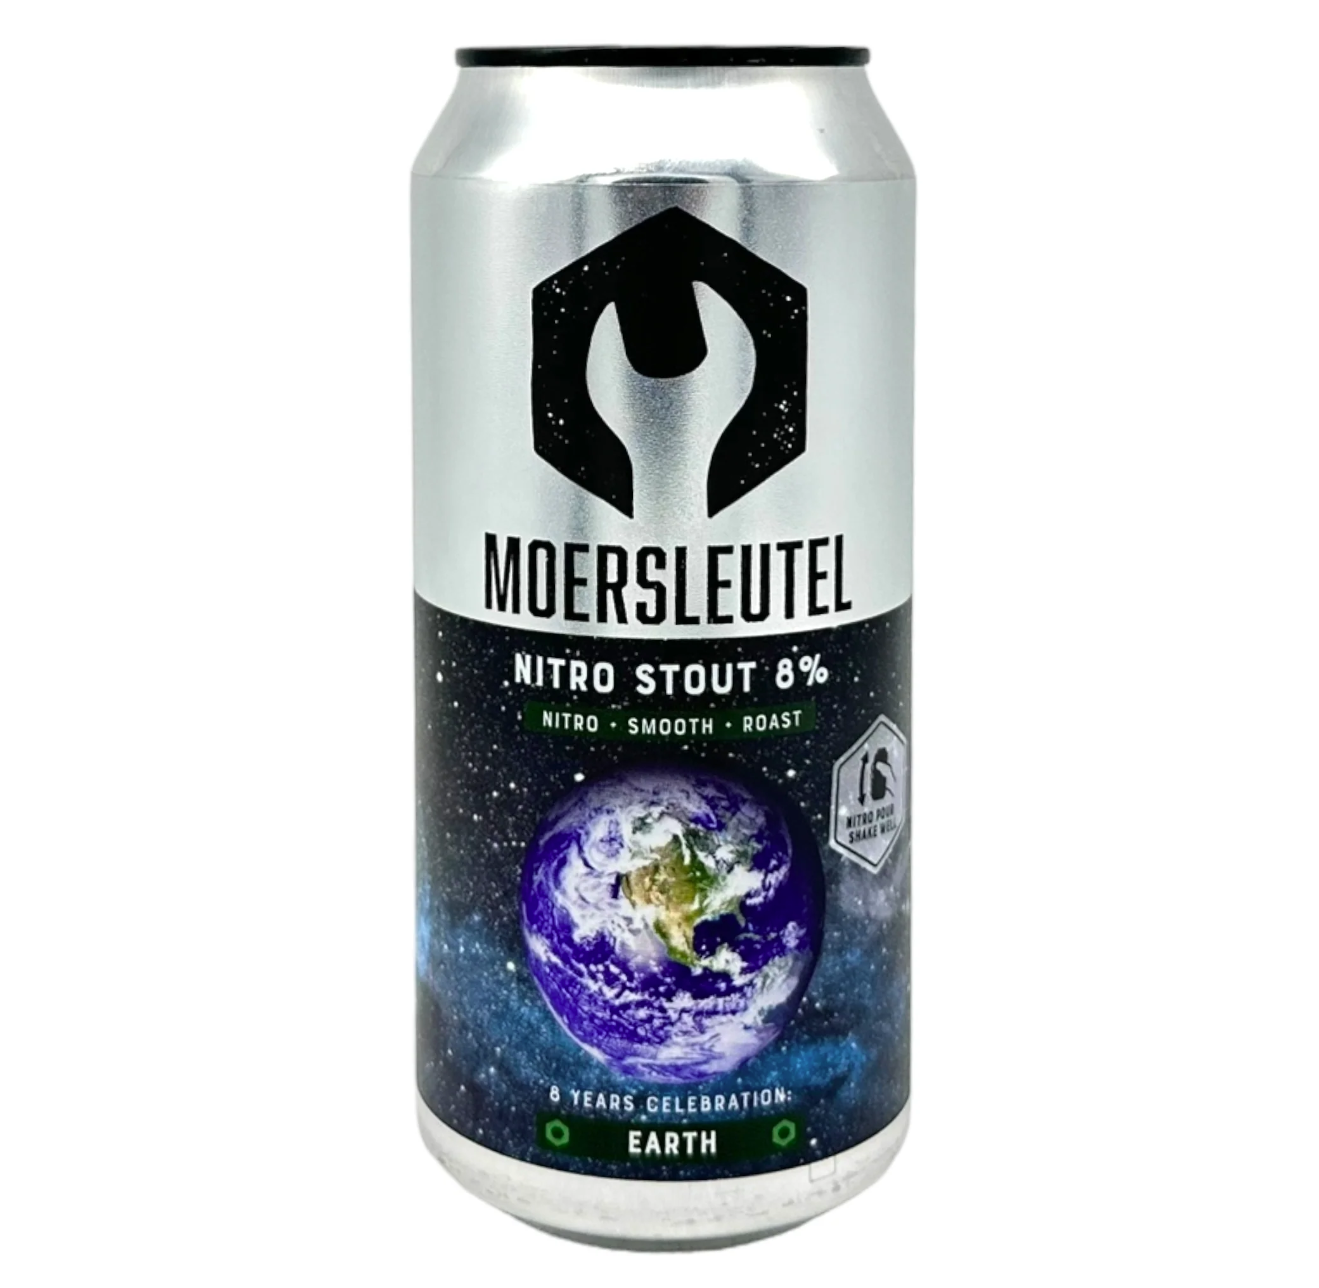 MOERSLEUTEL
NITRO STOUT 8%
NITRO • SMOOTH • ROAST
NITRO POUR
SHAKE WELL
8 YEARS CELEBRATION:
EARTH